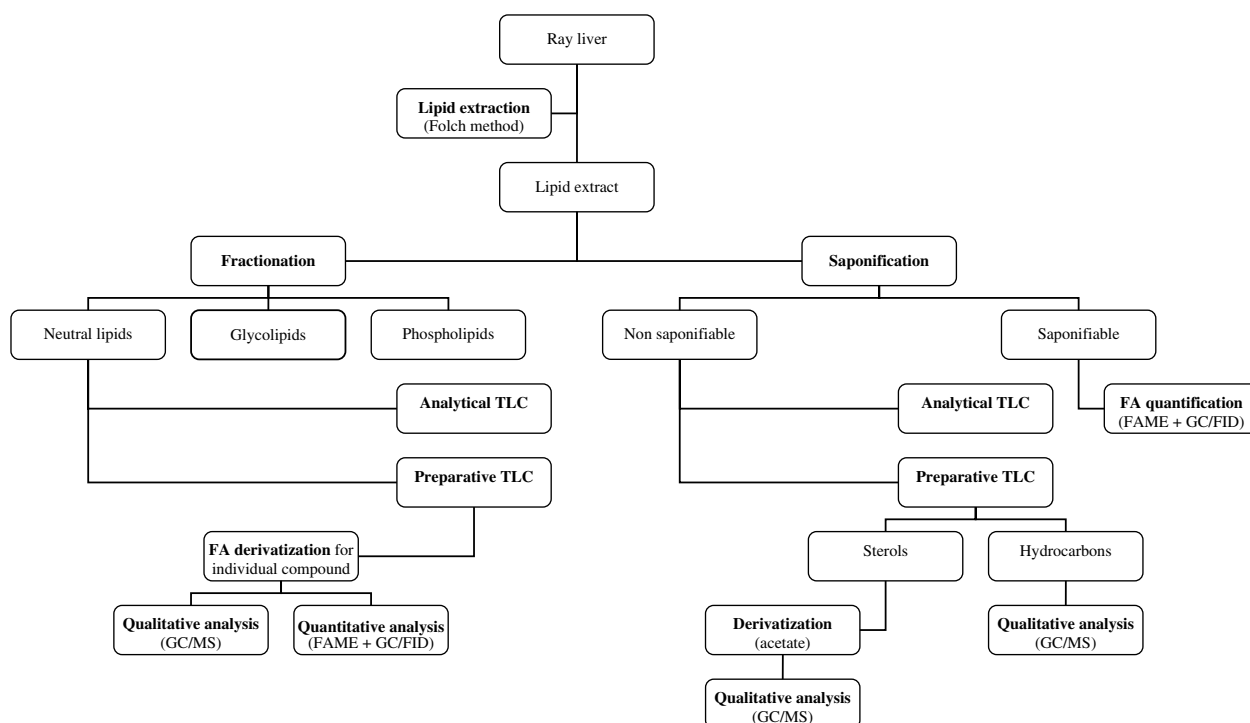 Ray liver
Lipid extraction
(Folch method)
Lipid extract
Fractionation
Saponification
Neutral lipids
Glycolipids
Phospholipids
Non saponifiable
Saponifiable
Analytical TLC
Analytical TLC
FA quantification
(FAME + GC/FID)
Preparative TLC
Preparative TLC
FA derivatization for
individual compound
Sterols
Hydrocarbons
Qualitative analysis
(GC/MS)
Quantitative analysis
(FAME + GC/FID)
Derivatization
(acetate)
Qualitative analysis
(GC/MS)
Qualitative analysis
(GC/MS)